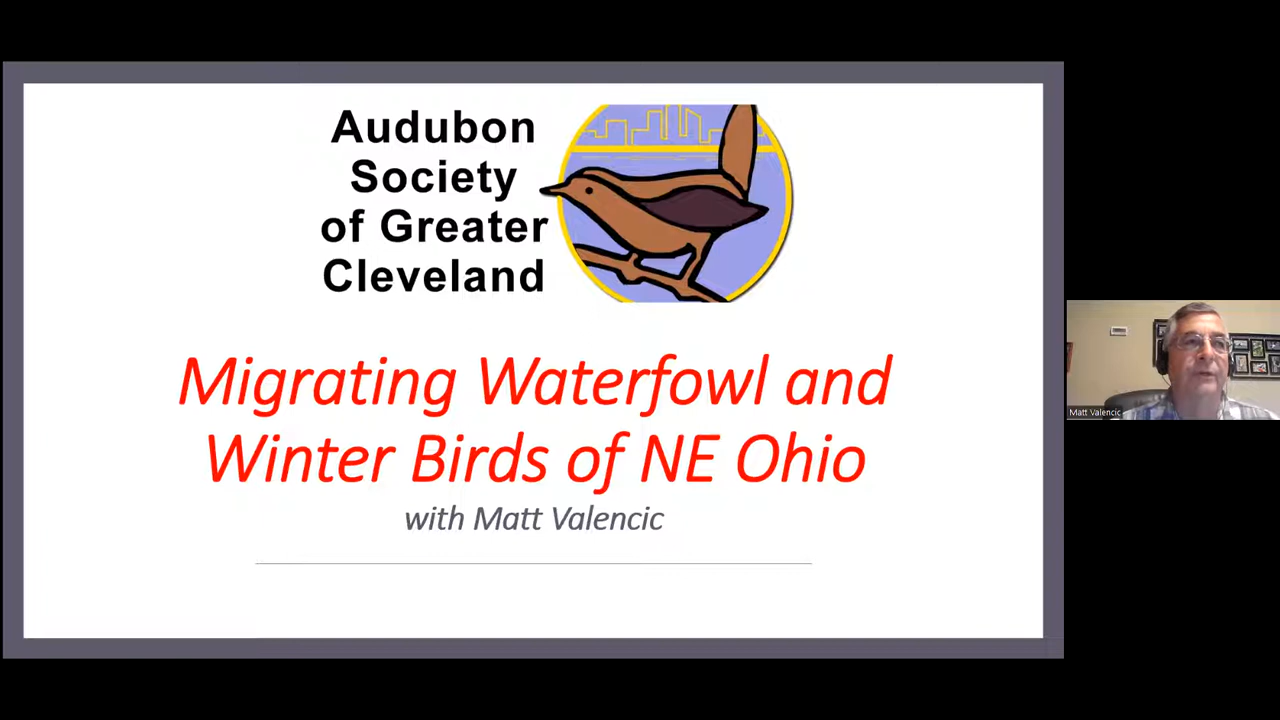 Audubon
Society
of Greater
Cleveland
Migrating Waterfowl and
Winter Birds of NE Ohio
with Matt Valencic
Matt Valencic